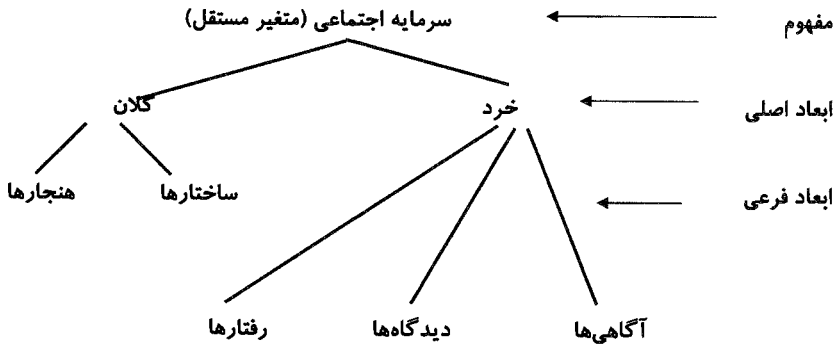 مفهوم
سرمایه اجتماعی (متغیر مستقل)
ابعاد اصلی
خرد
کلان
ابعاد فرعی
ساختارها
هنجارها
آگاهی‌ها
دیدگاه‌ها
رفتارها